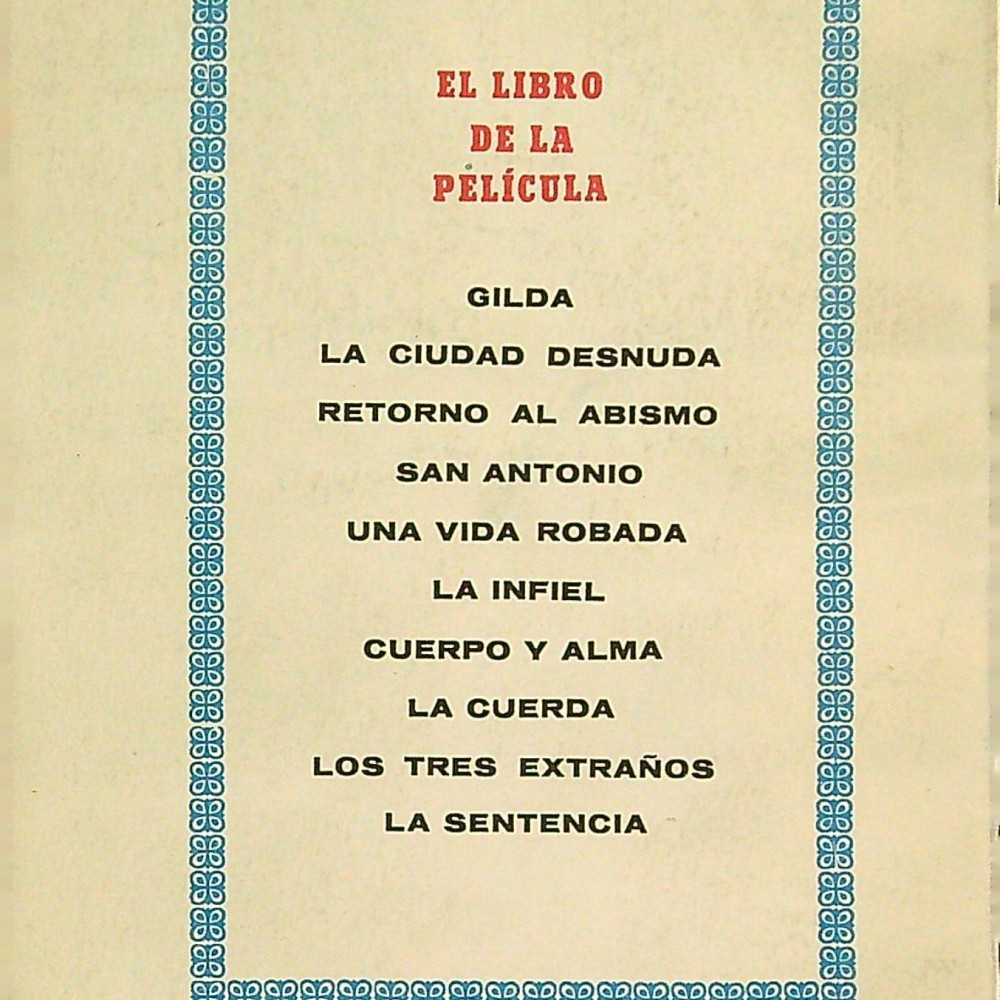 EL LIBRO
DE LA
PELÍCULA
GILDA
LA CIUDAD DESNUDA
RETORNO AL ABISMO
SAN ANTONIO
UNA VIDA ROBADA
LA INFIEL
CUERPO Y ALMA
LA CUERDA
LOS TRES EXTRAÑOS
LA SENTENCIA